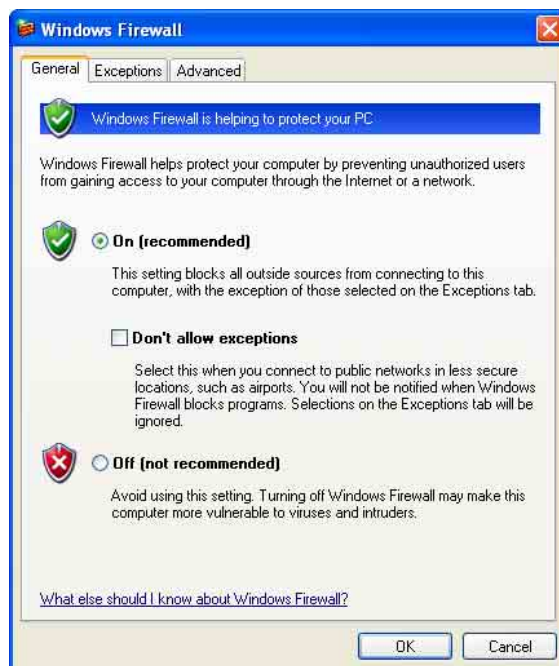 Windows Firewall
General Exceptions Advanced
Windows Firewall is helping to protect your PC
Windows Firewall helps protect your computer by preventing unauthorized users
from gaining access to your computer through the Internet or a network.
On (recommended)
This setting blocks all outside sources from connecting to this
computer, with the exception of those selected on the Exceptions tab.
Don't allow exceptions
Select this when you connect to public networks in less secure
locations, such as airports. You will not be notified when Windows
Firewall blocks programs. Selections on the Exceptions tab will be
ignored.
Off (not recommended)
Avoid using this setting. Turning off Windows Firewall may make this
computer more vulnerable to viruses and intruders.
What else should I know about Windows Firewall?
OK Cancel